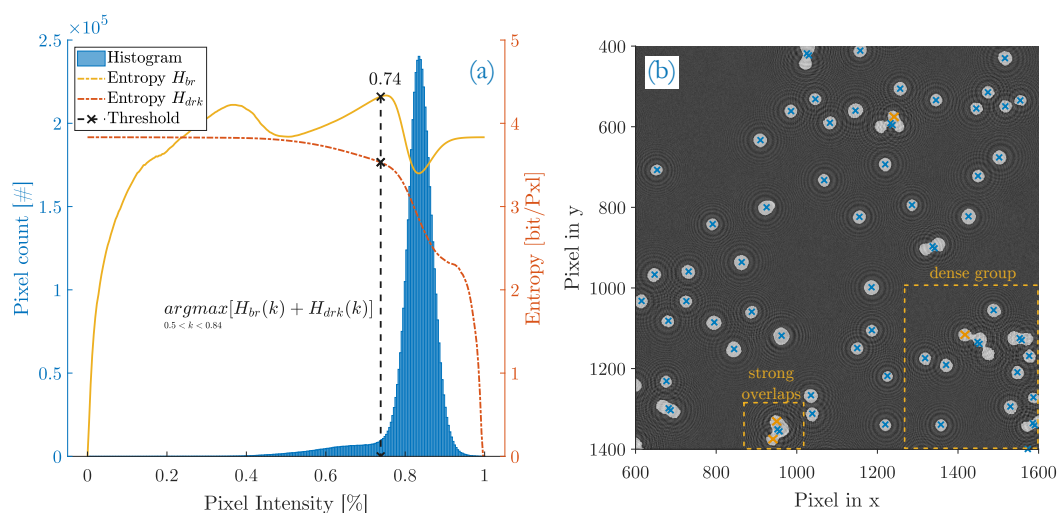 ×10⁵
2.5
2
1.5
1
0.5
0
Pixel count [#]
Histogram
Entropy H_br
Entropy H_drk
Threshold
(a)
0.74
argmax[H_br(k) + H_drk(k)]
0.5 < k < 0.84
0
0.2
0.4
0.6
0.8
1
Pixel Intensity [%]
5
4
3
2
1
0
Entropy [bit/Pxl]
(b)
400
600
800
1000
1200
1400
Pixel in y
dense group
strong
overlaps
600
800
1000
1200
1400
1600
Pixel in x